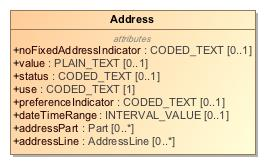 Address
attributes
+noFixedAddressIndicator : CODED_TEXT [0..1]
+value : PLAIN_TEXT [0..1]
+status : CODED_TEXT [0..1]
+use : CODED_TEXT [1]
+preferenceIndicator : CODED_TEXT [0..1]
+dateTimeRange : INTERVAL_VALUE [0..1]
+addressPart : Part [0..*]
+addressLine : AddressLine [0..*]